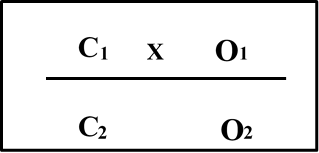 C₁ X O₁
C₂ O₂